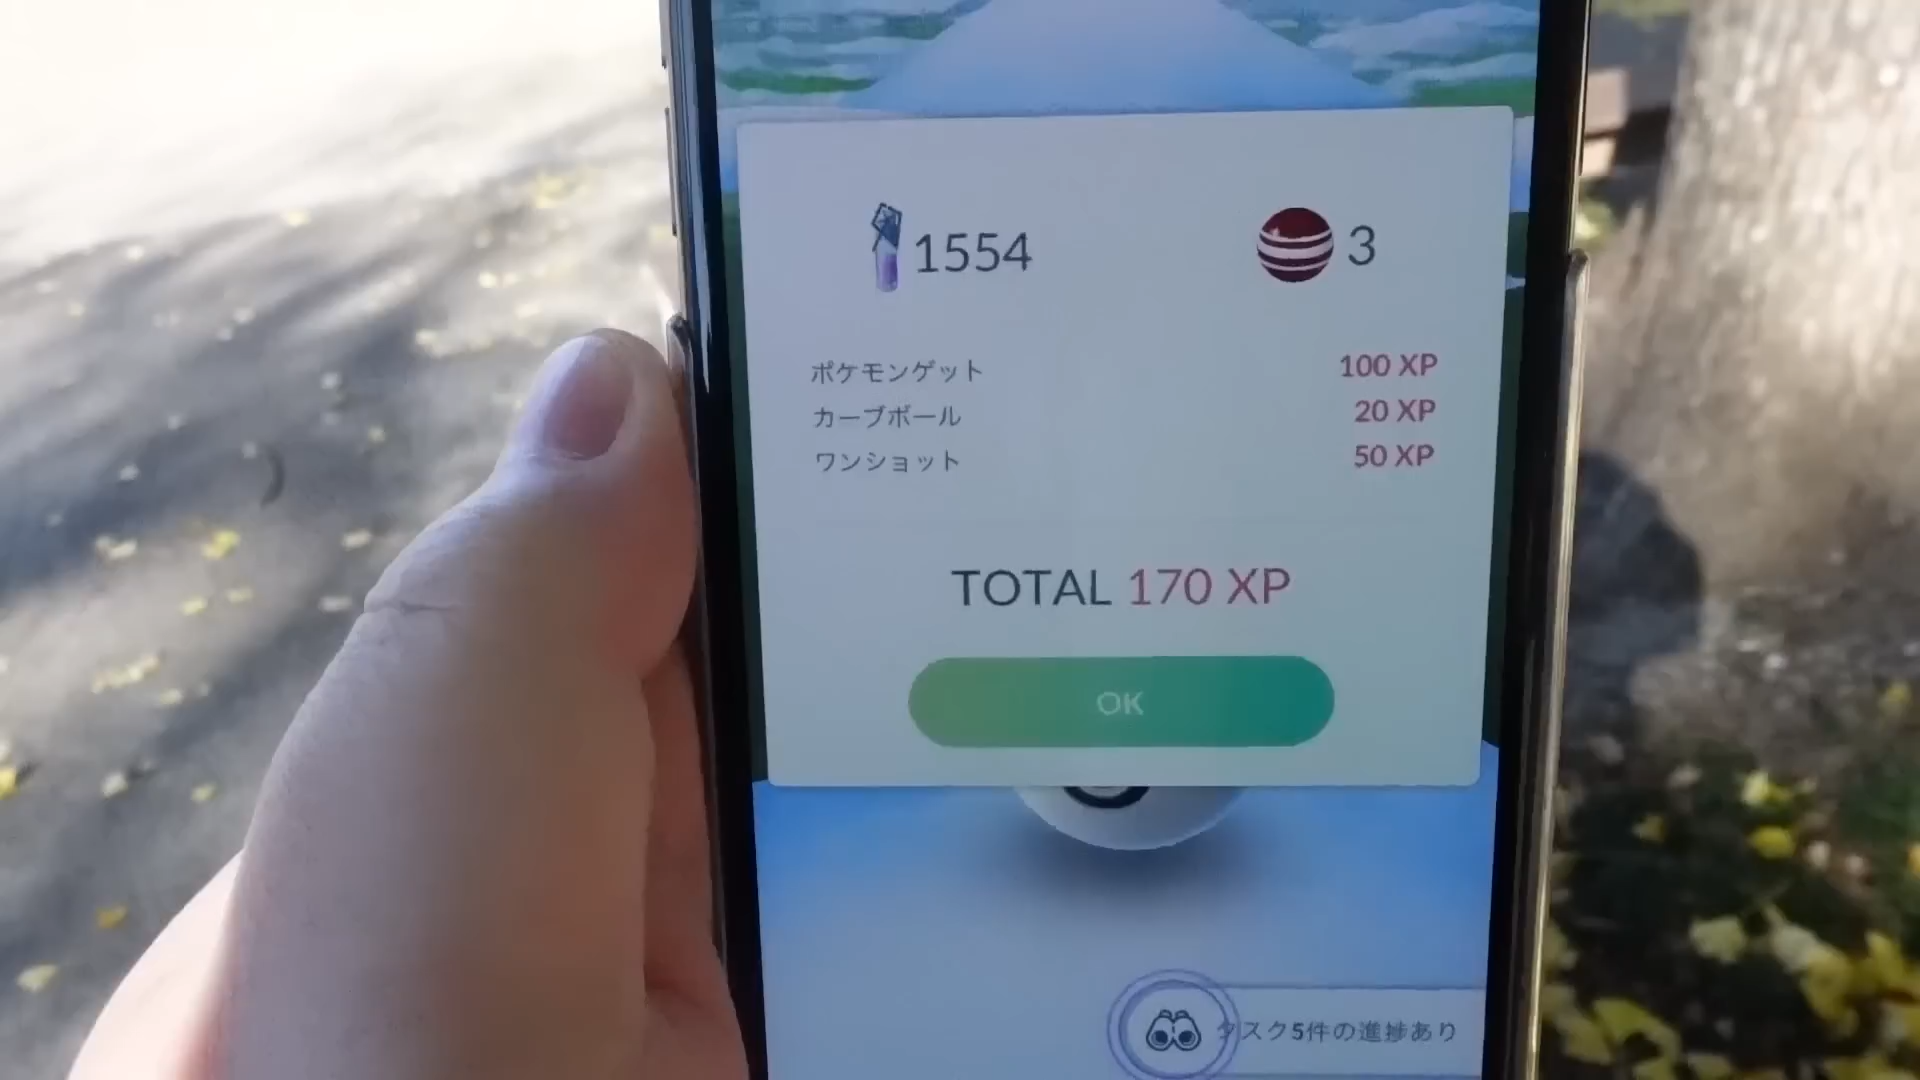 1554
3
ポケモンゲット 100 XP
カーブボール 20 XP
ワンショット 50 XP
TOTAL 170 XP
OK
タスク5件の進捗あり